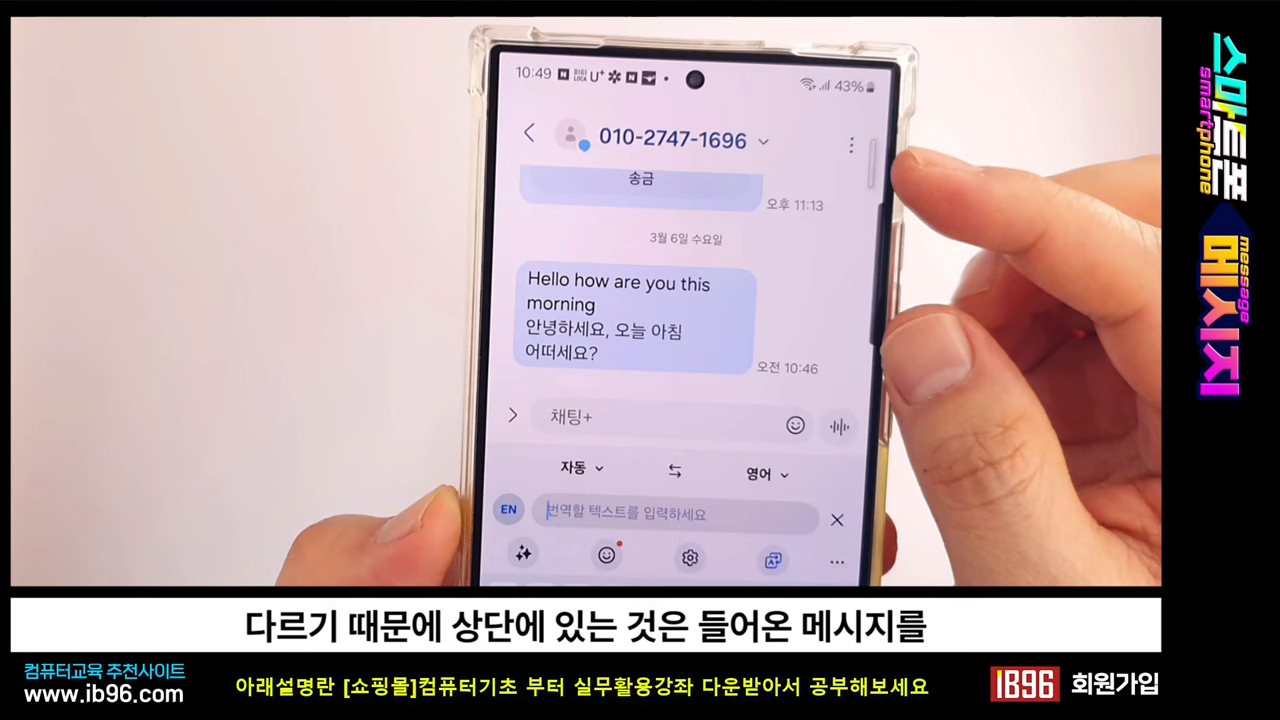 10:49
DIGI
LOCA
U+
43%
010-2747-1696
송금
오후 11:13
3월 6일 수요일
Hello how are you this
morning
안녕하세요, 오늘 아침
어떠세요?
오전 10:46
채팅+
자동
영어
EN
번역할 텍스트를 입력하세요
스마트폰
smartphone
message
메시지
다르기 때문에 상단에 있는 것은 들어온 메시지를
컴퓨터교육 추천사이트
www.ib96.com
아래설명란 [쇼핑몰]컴퓨터기초 부터 실무활용강좌 다운받아서 공부해보세요
IB96 회원가입